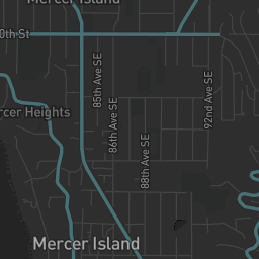 Mercer Island
0th St
85th Ave SE
cer Heights
86th Ave SE
92nd Ave SE
88th Ave SE
Mercer Island